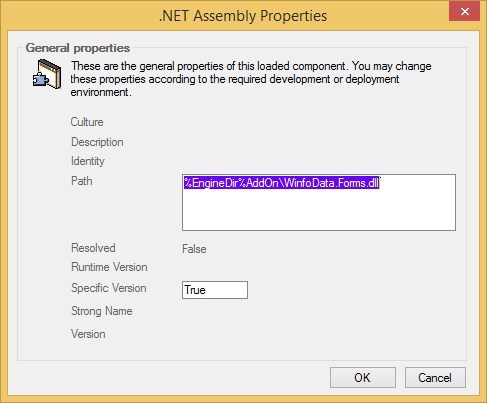 .NET Assembly Properties
General properties
These are the general properties of this loaded component. You may change
these properties according to the required development or deployment
environment.
Culture
Description
Identity
Path %EngineDir%AddOn\WinfoData.Forms.dll
Resolved False
Runtime Version
Specific Version True
Strong Name
Version
OK Cancel